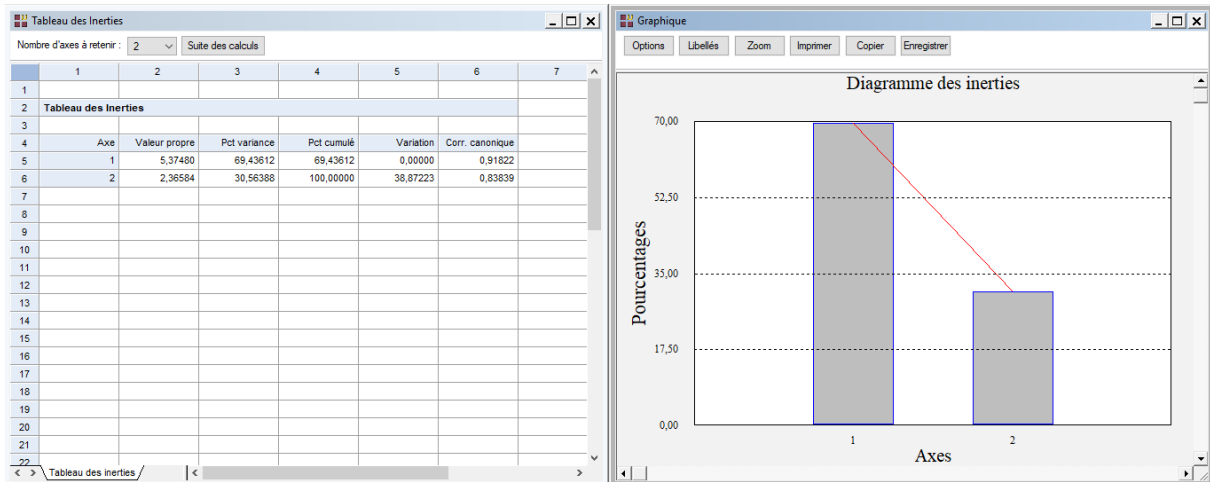 Tableau des Inerties
Nombre d'axes à retenir : 2 Suite des calculs
1 2 3 4 5 6 7
1
2 Tableau des Inerties
3
4 Axe Valeur propre Pct variance Pct cumulé Variation Corr. canonique
5 1 5,37480 69,43612 69,43612 0,00000 0,91822
6 2 2,36584 30,56388 100,00000 38,87223 0,83839
7
8
9
10
11
12
13
14
15
16
17
18
19
20
21
22
Tableau des inerties
Graphique
Options Libellés Zoom Imprimer Copier Enregistrer
Diagramme des inerties
70,00
52,50
35,00
17,50
0,00
Pourcentages
1 2
Axes